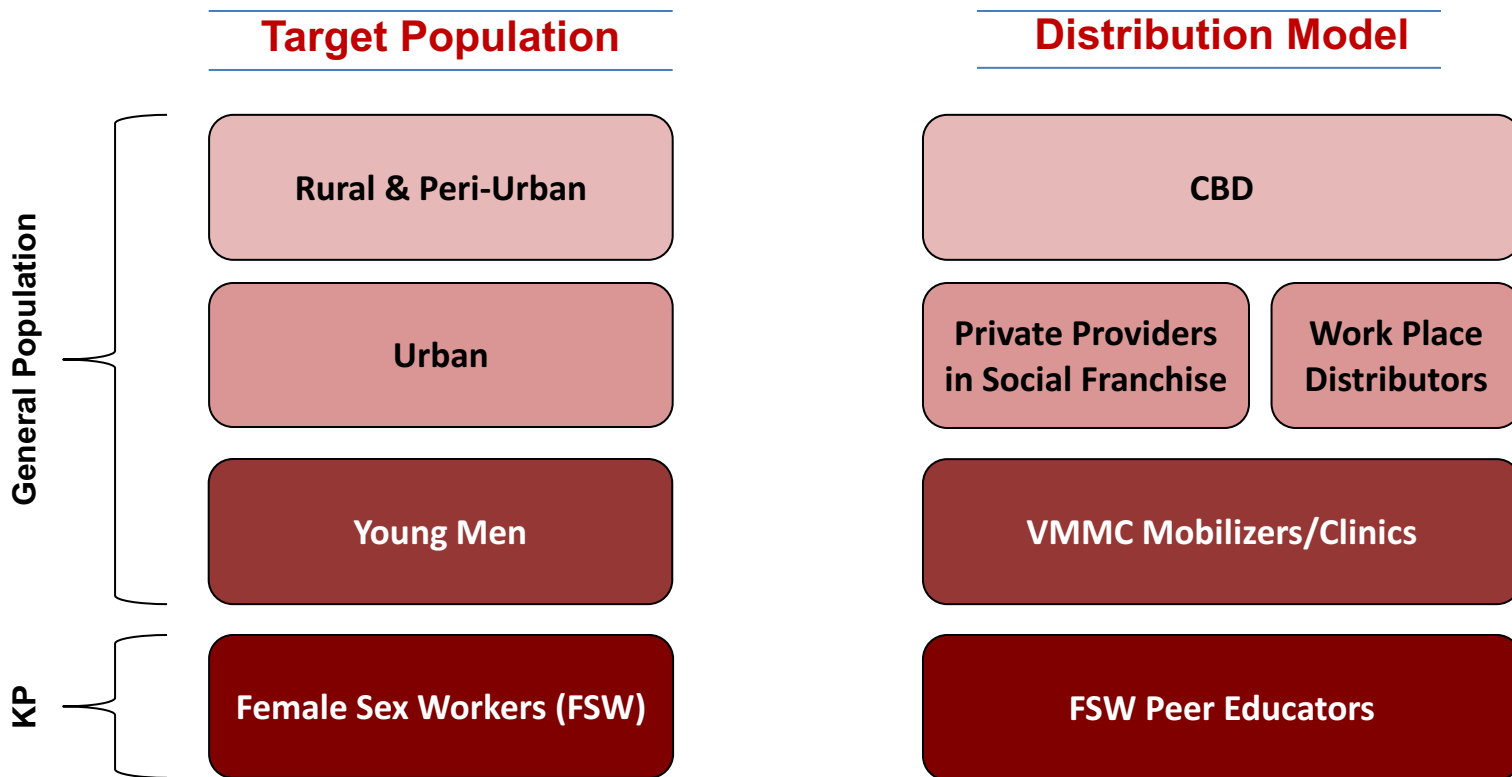 Target Population
Distribution Model
General Population
Rural & Peri-Urban
CBD
Urban
Private Providers
in Social Franchise
Work Place
Distributors
Young Men
VMMC Mobilizers/Clinics
KP
Female Sex Workers (FSW)
FSW Peer Educators